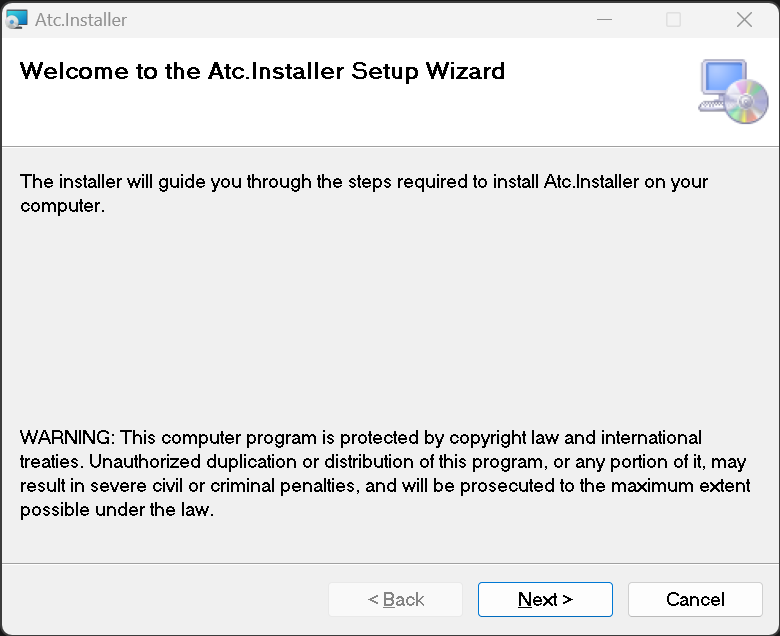 Atc.Installer
Welcome to the Atc.Installer Setup Wizard
The installer will guide you through the steps required to install Atc.Installer on your
computer.
WARNING: This computer program is protected by copyright law and international
treaties. Unauthorized duplication or distribution of this program, or any portion of it, may
result in severe civil or criminal penalties, and will be prosecuted to the maximum extent
possible under the law.
< Back
Next >
Cancel